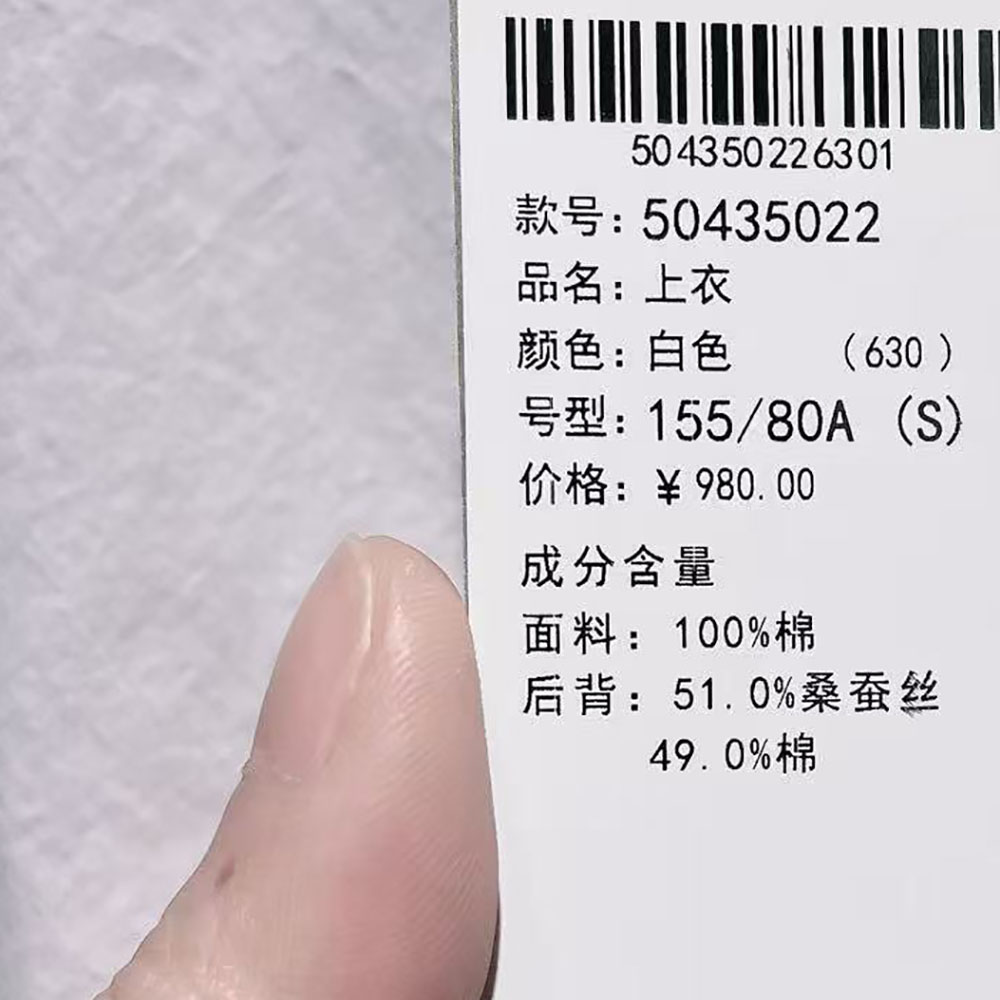 504350226301
款号：50435022
品名：上衣
颜色：白色 （630 ）
号型：155/80A (S)
价格：￥980.00
成分含量
面料：100%棉
后背：51.0%桑蚕丝
49.0%棉